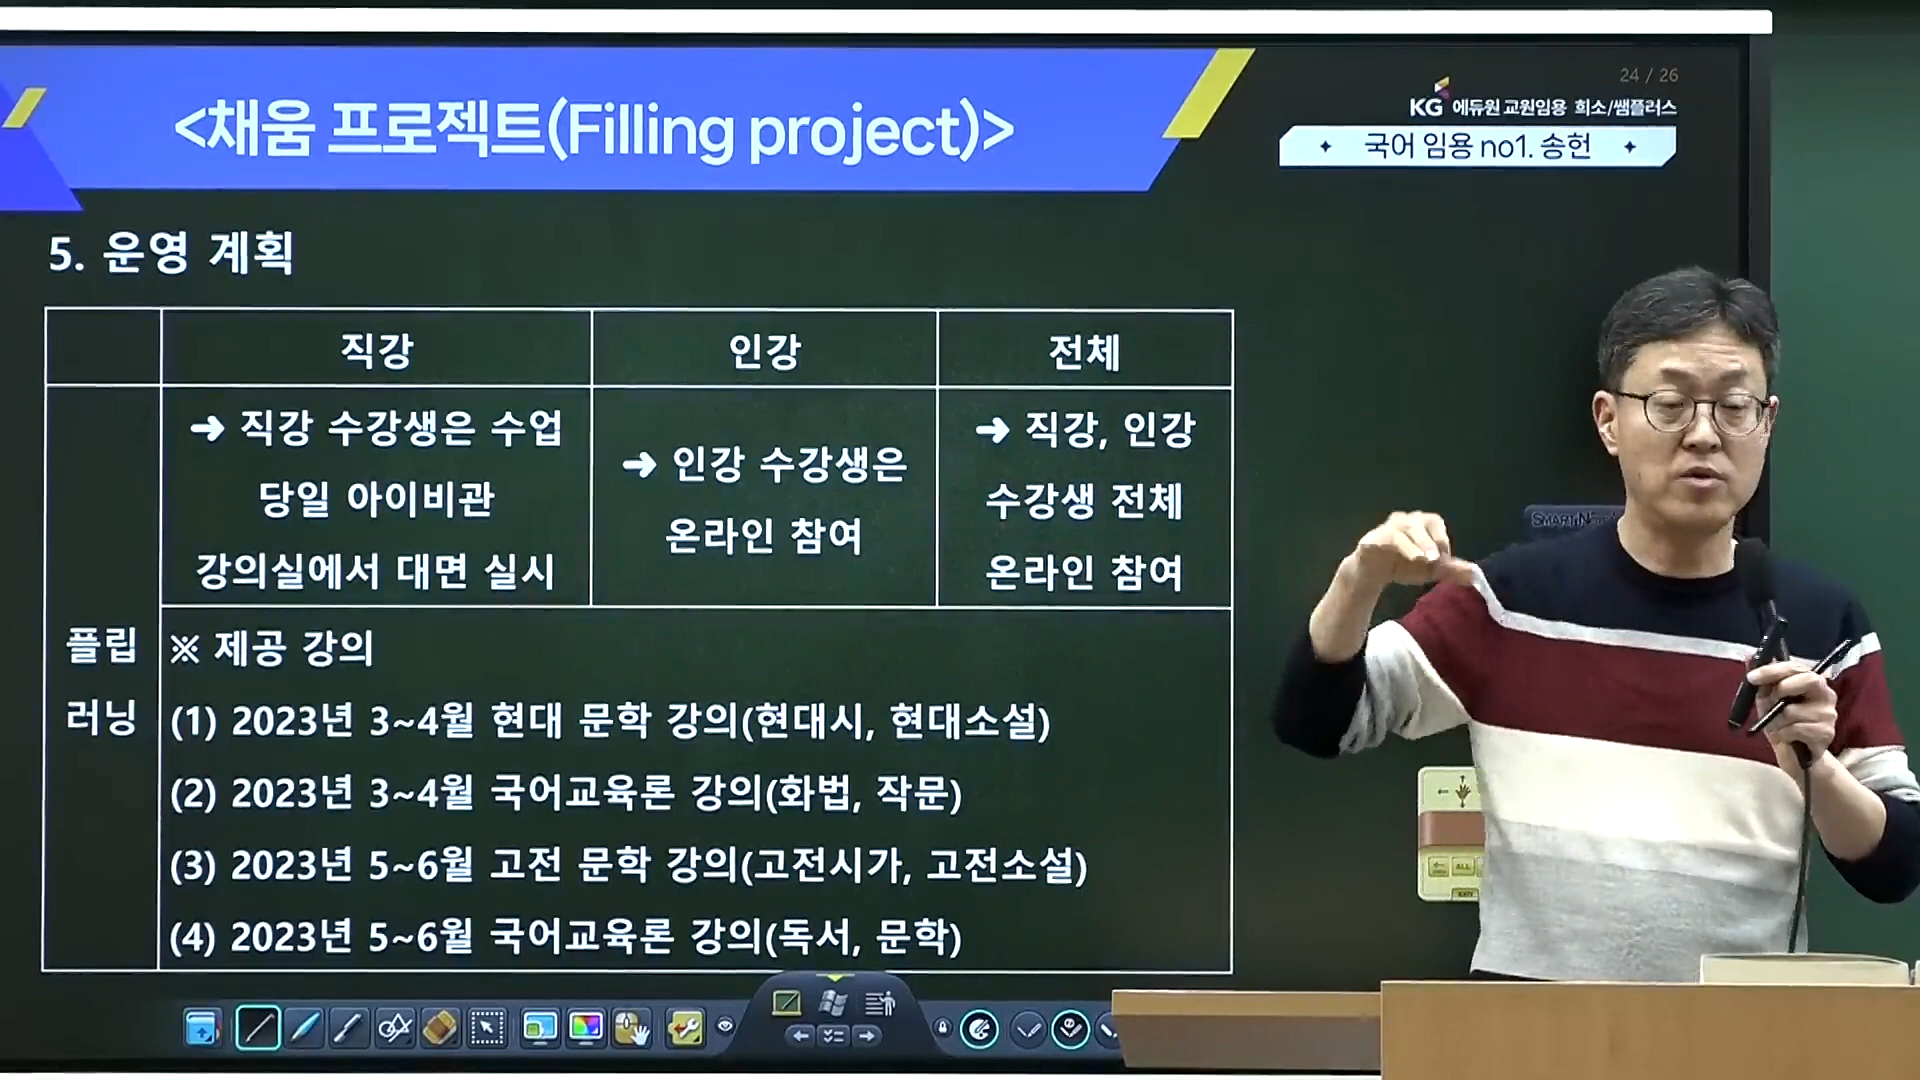 24 / 26
KG 에듀원 교원임용 희소/쌤플러스
<채움 프로젝트(Filling project)>
국어 임용 no1. 송헌
5. 운영 계획
직강
인강
전체
플립
러닝
➜ 직강 수강생은 수업
당일 아이비관
강의실에서 대면 실시
➜ 인강 수강생은
온라인 참여
➜ 직강, 인강
수강생 전체
온라인 참여
※ 제공 강의
(1) 2023년 3~4월 현대 문학 강의(현대시, 현대소설)
(2) 2023년 3~4월 국어교육론 강의(화법, 작문)
(3) 2023년 5~6월 고전 문학 강의(고전시가, 고전소설)
(4) 2023년 5~6월 국어교육론 강의(독서, 문학)
ALL